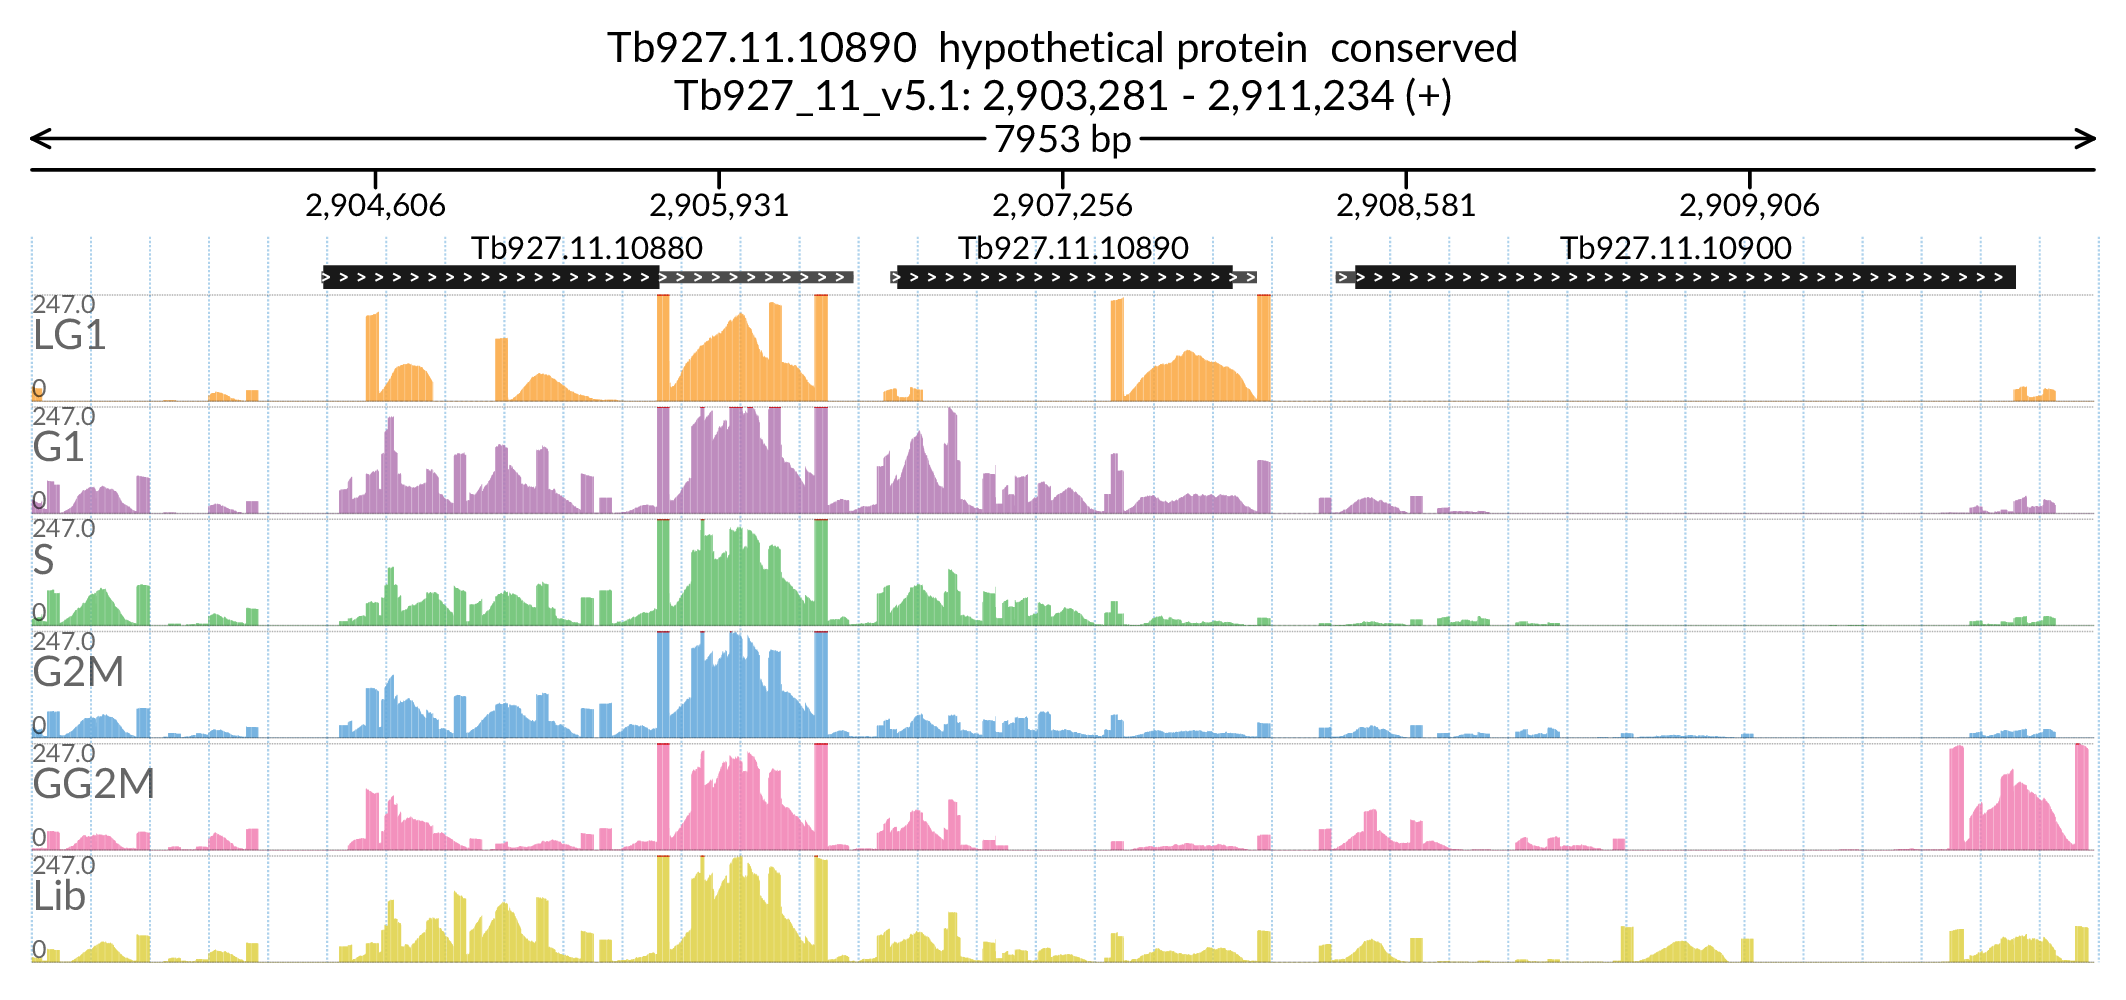 Tb927.11.10890 hypothetical protein conserved
Tb927_11_v5.1: 2,903,281 - 2,911,234 (+)
7953 bp
2,904,606 2,905,931 2,907,256 2,908,581 2,909,906
Tb927.11.10880 Tb927.11.10890 Tb927.11.10900
247.0
LG1
0
247.0
G1
0
247.0
S
0
247.0
G2M
0
247.0
GG2M
0
247.0
Lib
0